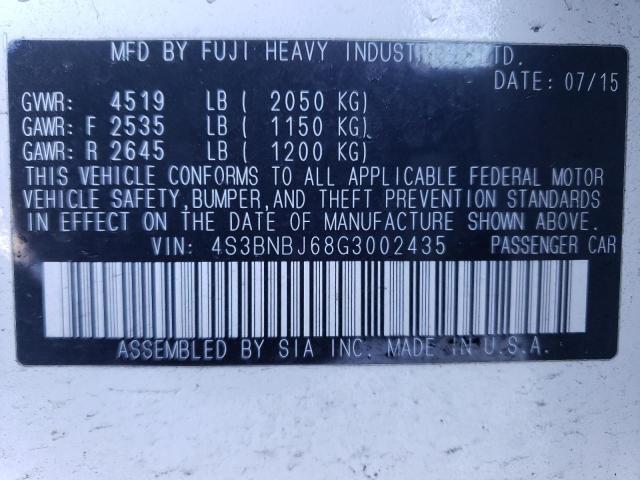 MFD BY FUJI HEAVY INDUSTRIES LTD.
DATE: 07/15
GVWR: 4519 LB ( 2050 KG)
GAWR: F 2535 LB ( 1150 KG)
GAWR: R 2645 LB ( 1200 KG)
THIS VEHICLE CONFORMS TO ALL APPLICABLE FEDERAL MOTOR
VEHICLE SAFETY,BUMPER,AND THEFT PREVENTION STANDARDS
IN EFFECT ON THE DATE OF MANUFACTURE SHOWN ABOVE.
VIN: 4S3BNBJ68G3002435 PASSENGER CAR
ASSEMBLED BY SIA INC. MADE IN U.S.A.